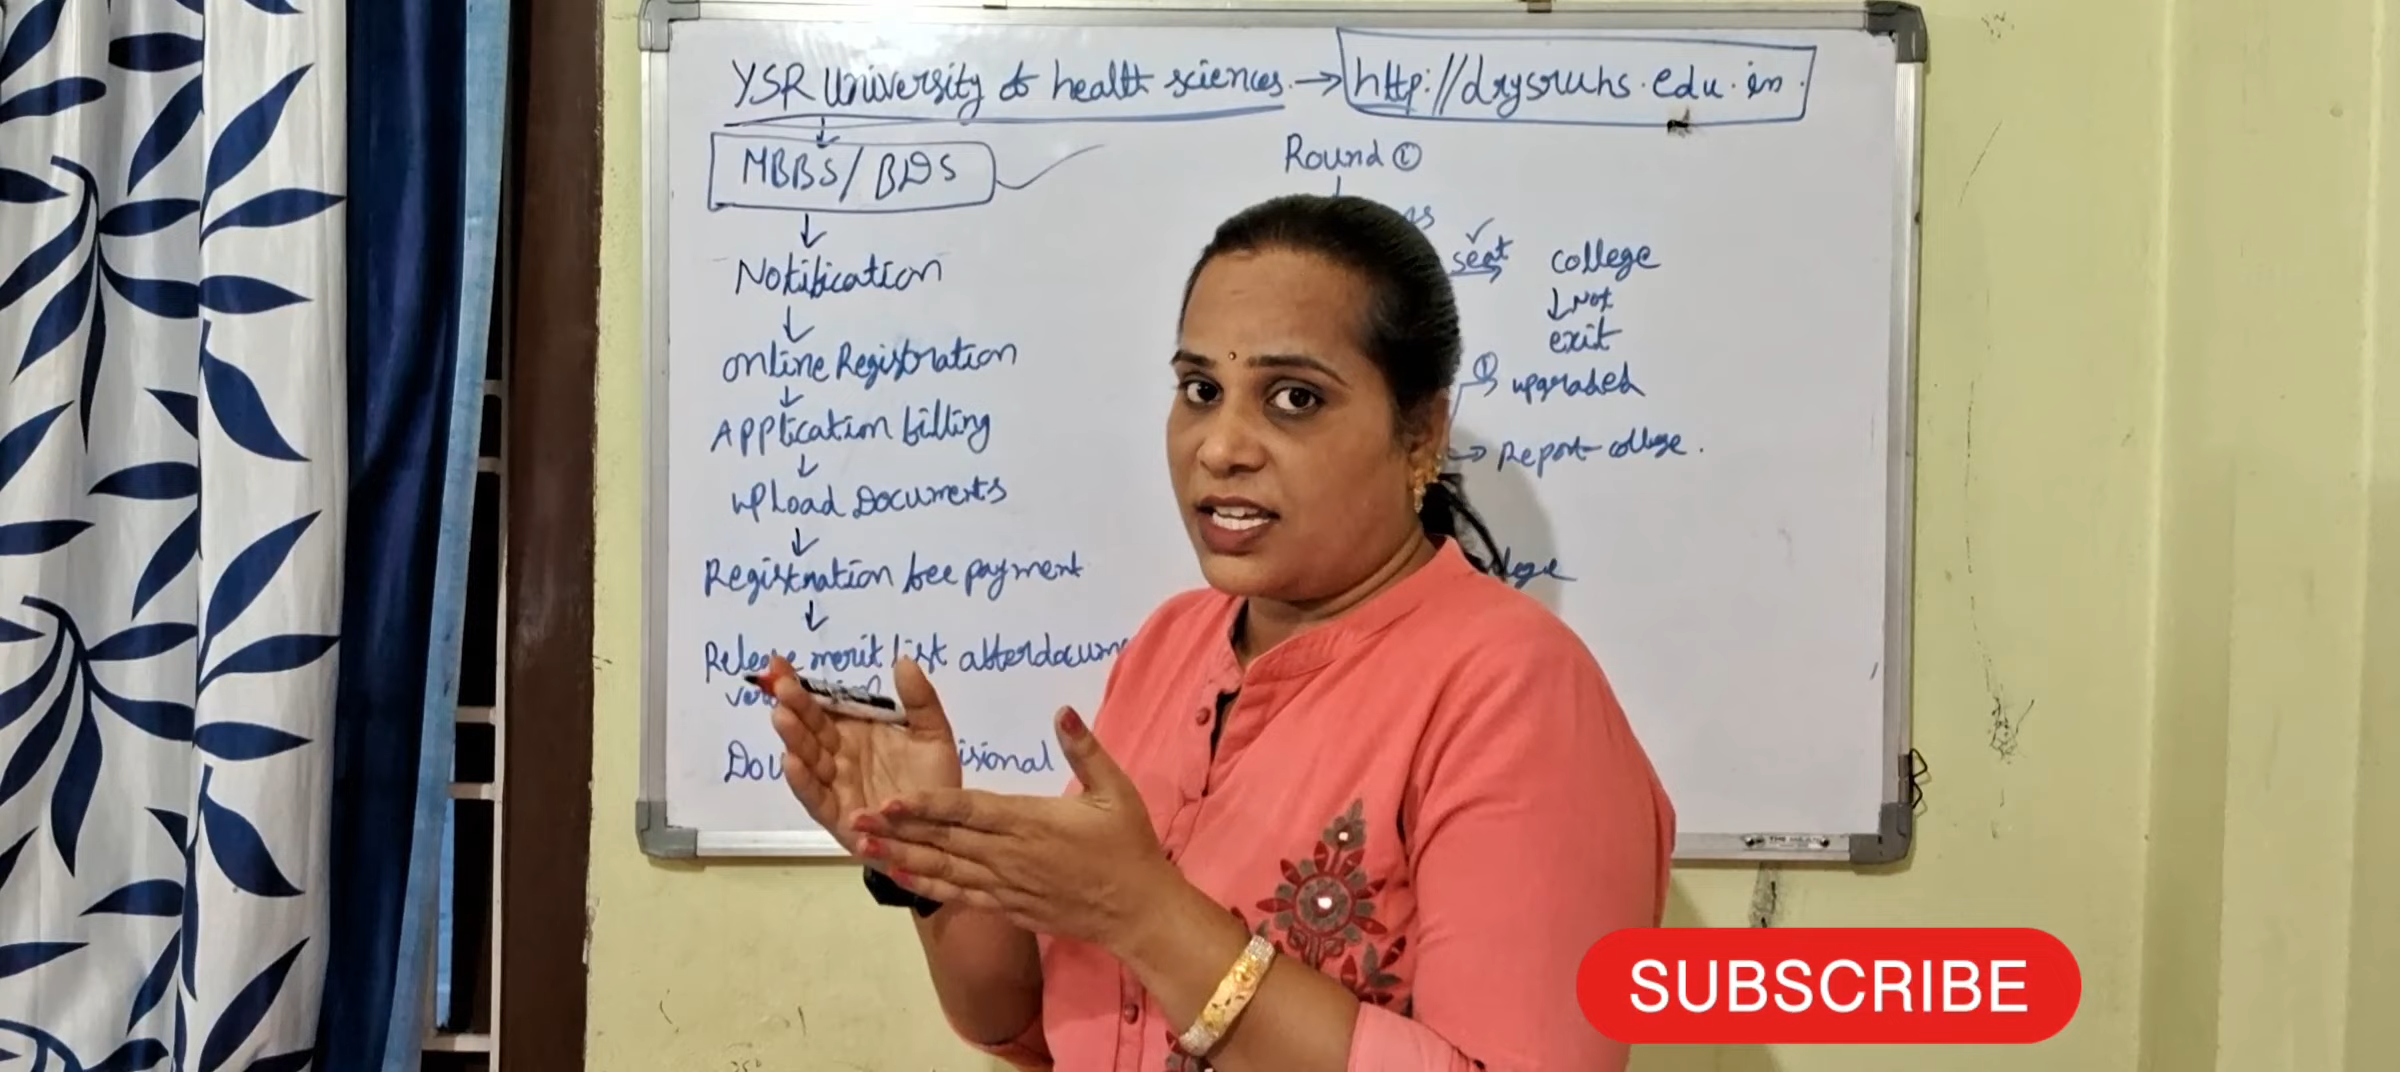 YSR University of health sciences. → http://drysruhs.edu.in.
MBBS/BDS
↓
Notification
↓
Online Registration
↓
Application filling
↓
upload Documents
↓
Registration fee payment
↓
Release merit list after
Round ①
↓
seat ✓ college
↓ Not
exit
① upgraded
→ Report college.
SUBSCRIBE